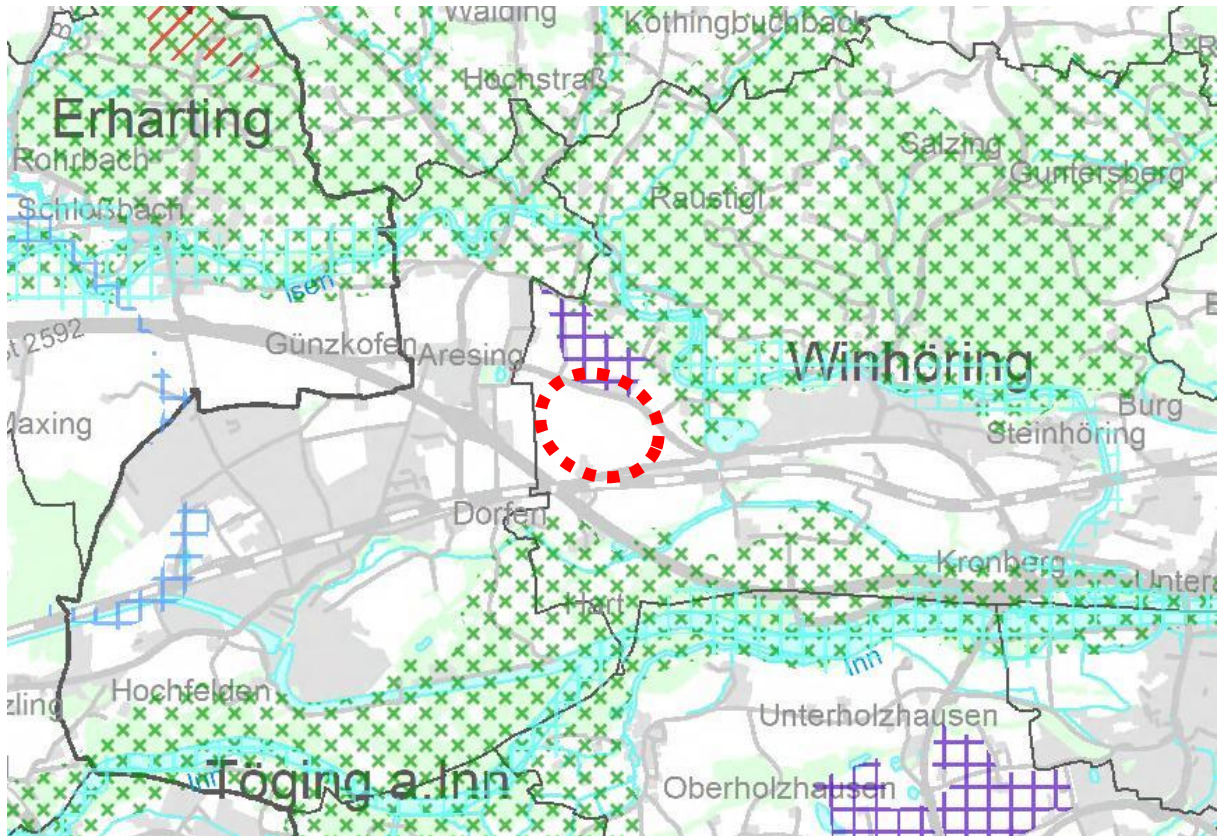 Walding
Kothingbuchbach
Hochstraß
Erharting
Rohrbach
Salzing
Guntersberg
Raustigl
Schloßbach
Isen
St 2592
Günzkofen
Aresing
Winhöring
Maxing
Burg
Steinhöring
Dorfen
Kronberg
Hart
Inn
Hochfelden
Unterholzhausen
Inn
Töging a.Inn
Oberholzhausen